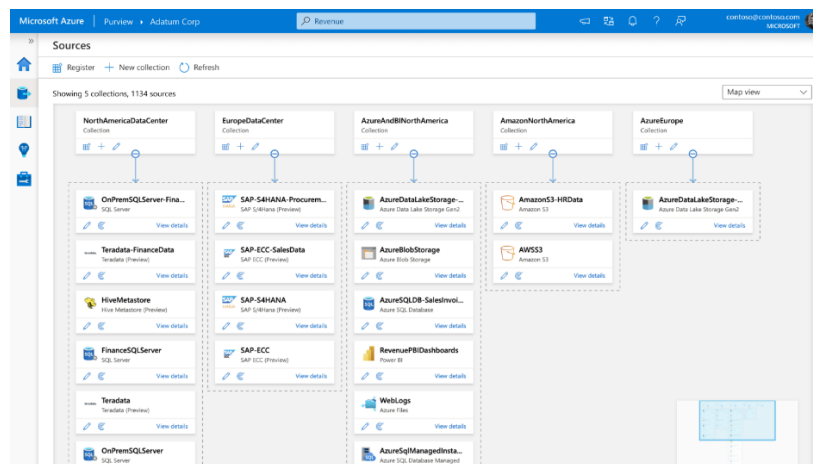 Microsoft Azure
Purview ▸ Adatum Corp
Revenue
contoso@contoso.com
MICROSOFT
Sources
Register
New collection
Refresh
Showing 5 collections, 1134 sources
Map view
NorthAmericaDataCenter
Collection
EuropeDataCenter
Collection
AzureAndBINorthAmerica
Collection
AmazonNorthAmerica
Collection
AzureEurope
Collection
OnPremSQLServer-Fina...
SQL Server
View details
Teradata-FinanceData
Teradata (Preview)
View details
HiveMetastore
Hive Metastore (Preview)
View details
FinanceSQLServer
SQL Server
View details
Teradata
Teradata (Preview)
View details
OnPremSQLServer
SQL Server
SAP-S4HANA-Procurem...
SAP S/4Hana (Preview)
View details
SAP-ECC-SalesData
SAP ECC (Preview)
View details
SAP-S4HANA
SAP S/4Hana (Preview)
View details
SAP-ECC
SAP ECC (Preview)
View details
AzureDataLakeStorage-...
Azure Data Lake Storage Gen2
View details
AzureBlobStorage
Azure Blob Storage
View details
AzureSQLDB-SalesInvoi...
Azure SQL Database
View details
RevenuePBIDashboards
Power BI
View details
WebLogs
Azure Files
View details
AzureSqlManagedInsta...
Azure SQL Database Managed
AmazonS3-HRData
Amazon S3
View details
AWSS3
Amazon S3
View details
AzureDataLakeStorage-...
Azure Data Lake Storage Gen2
View details